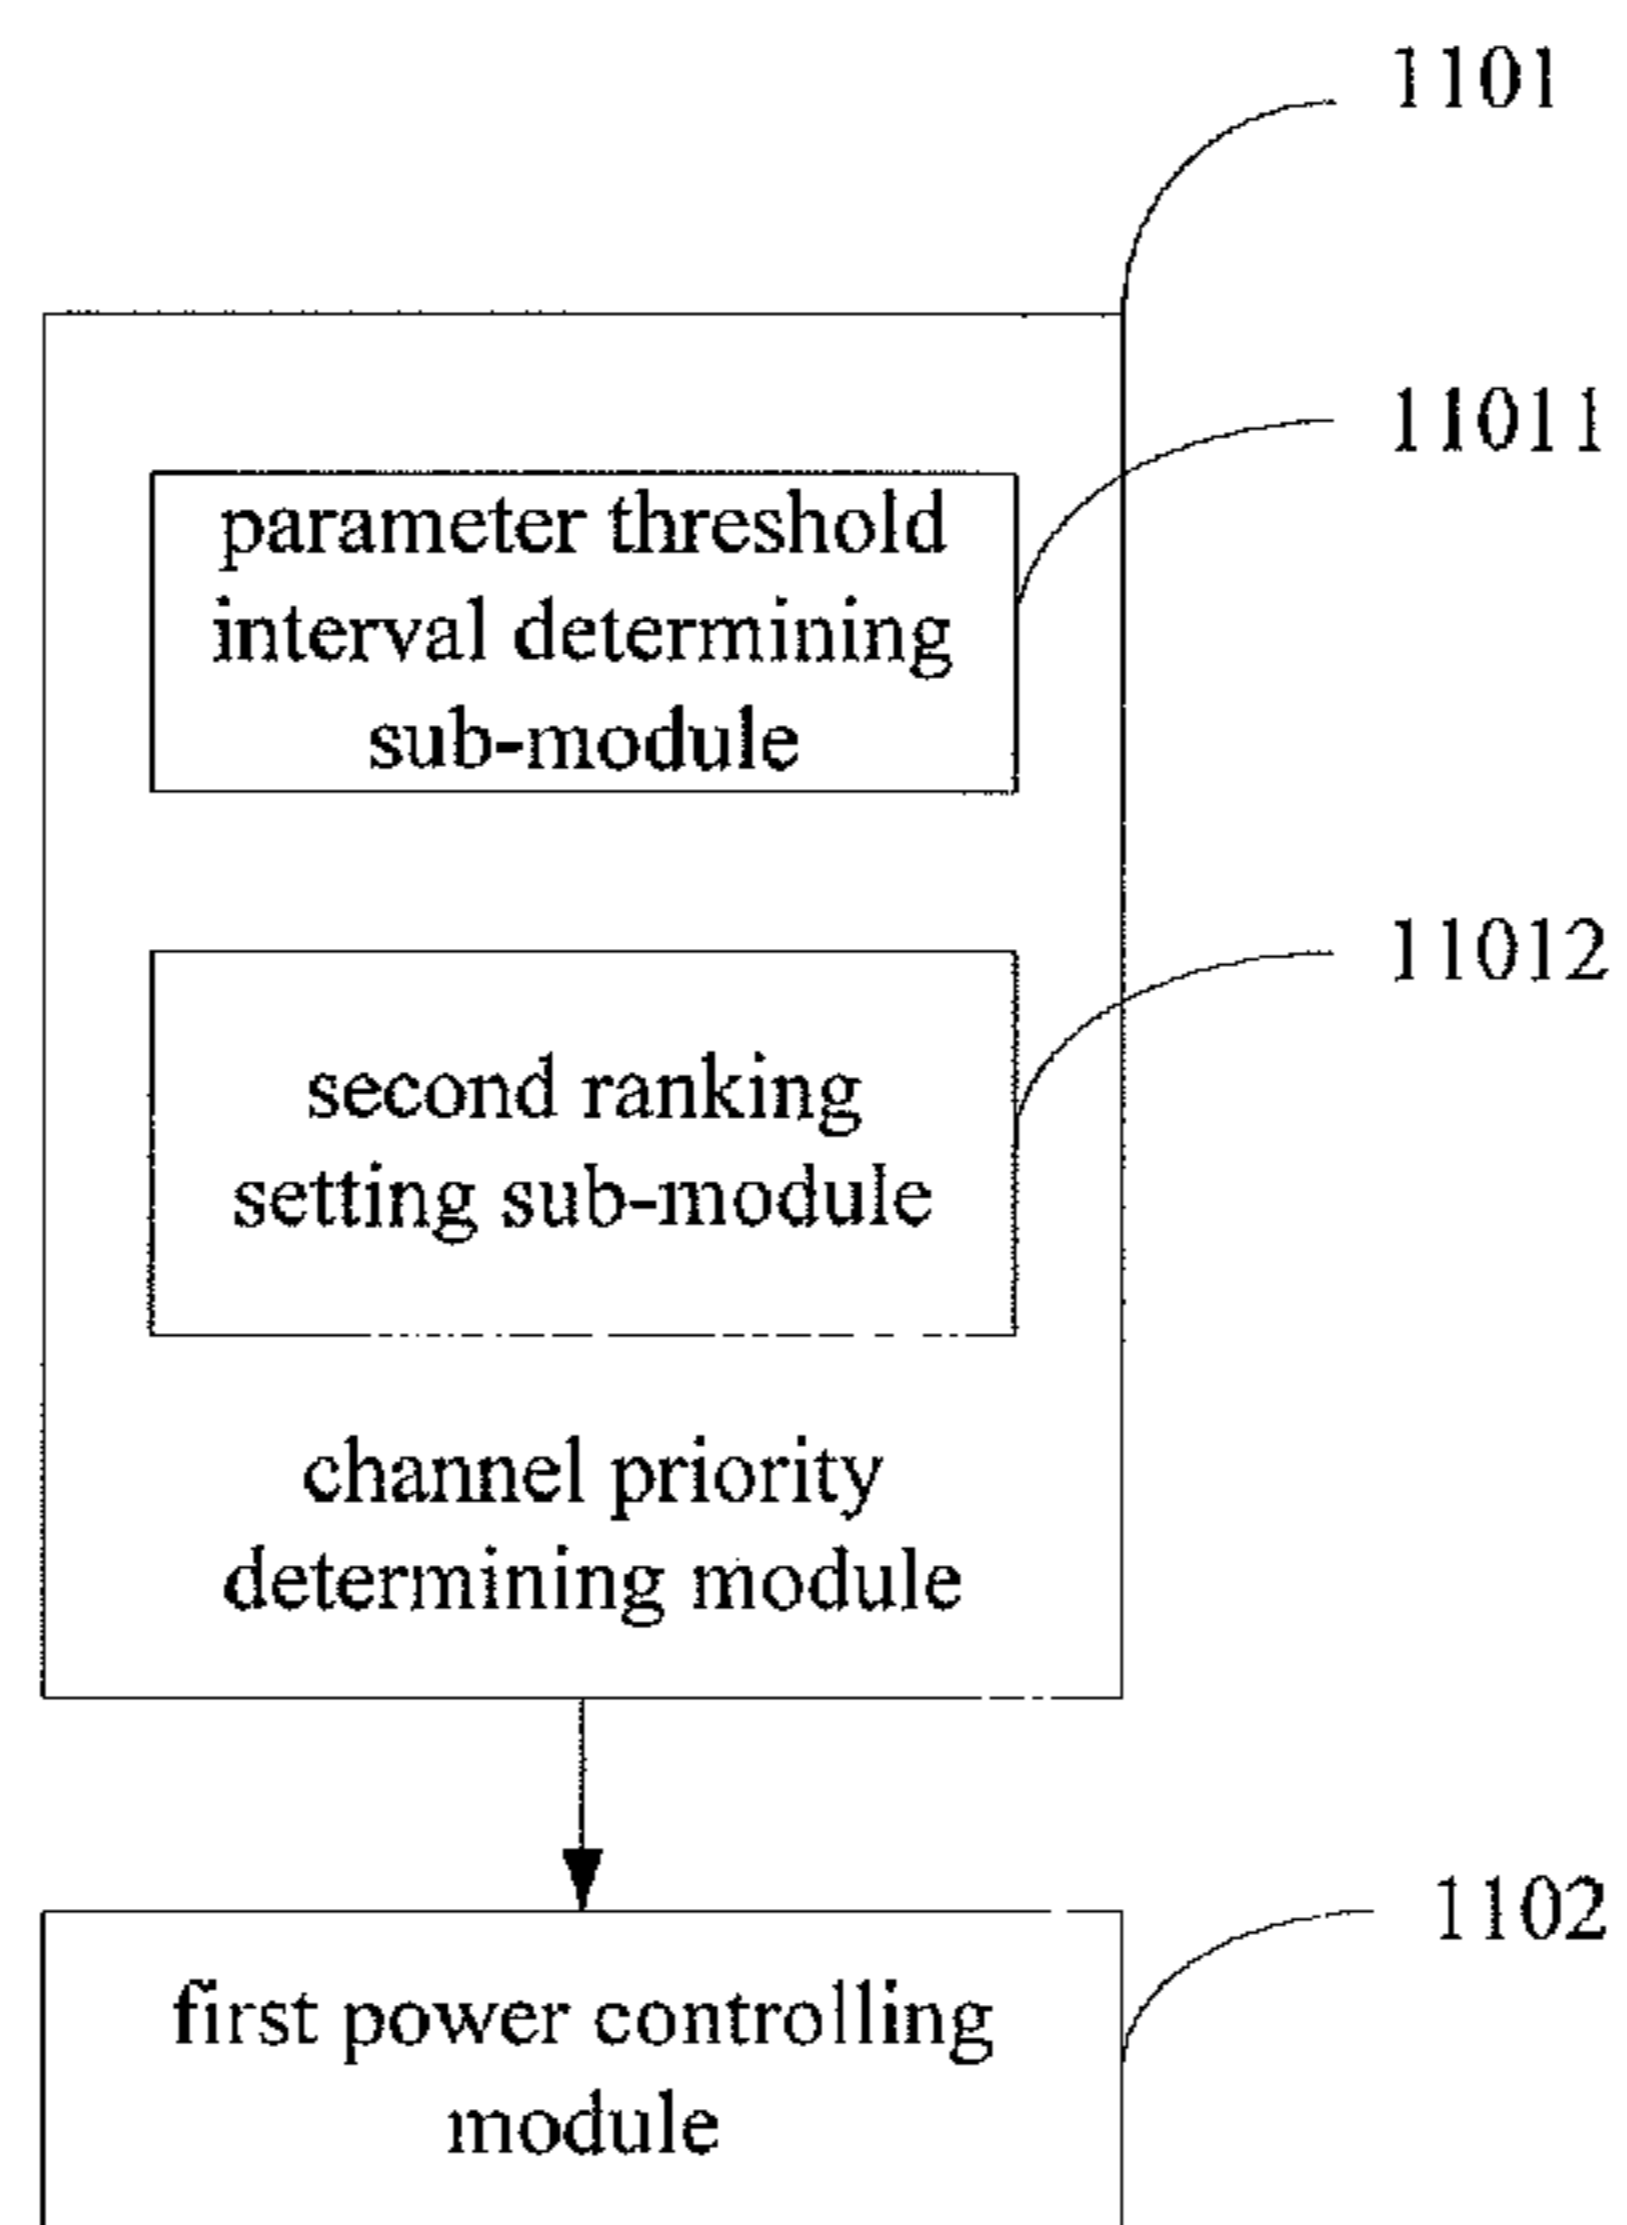 1101
11011
parameter threshold
interval determining
sub-module
11012
second ranking
setting sub-module
channel priority
determining module
1102
first power controlling
module